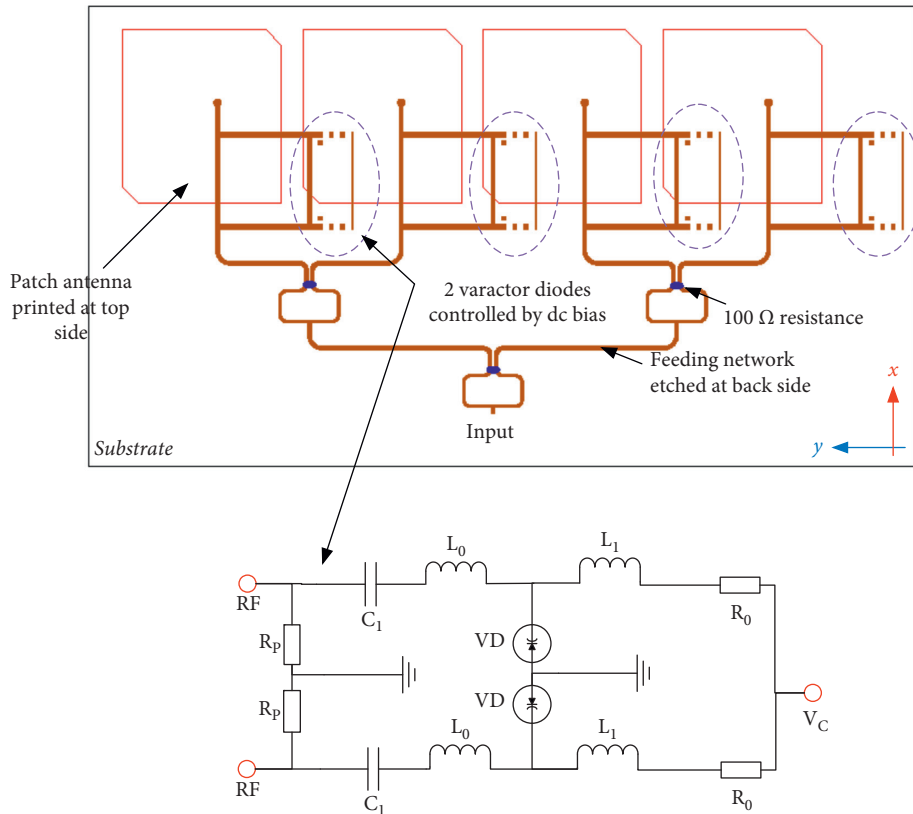 Patch antenna
printed at top
side
2 varactor diodes
controlled by dc bias
100 Ω resistance
Feeding network
etched at back side
Input
Substrate
x
y
L0
L1
RF
C1
R0
RP
VD
VD
RP
VC
L0
L1
RF
C1
R0